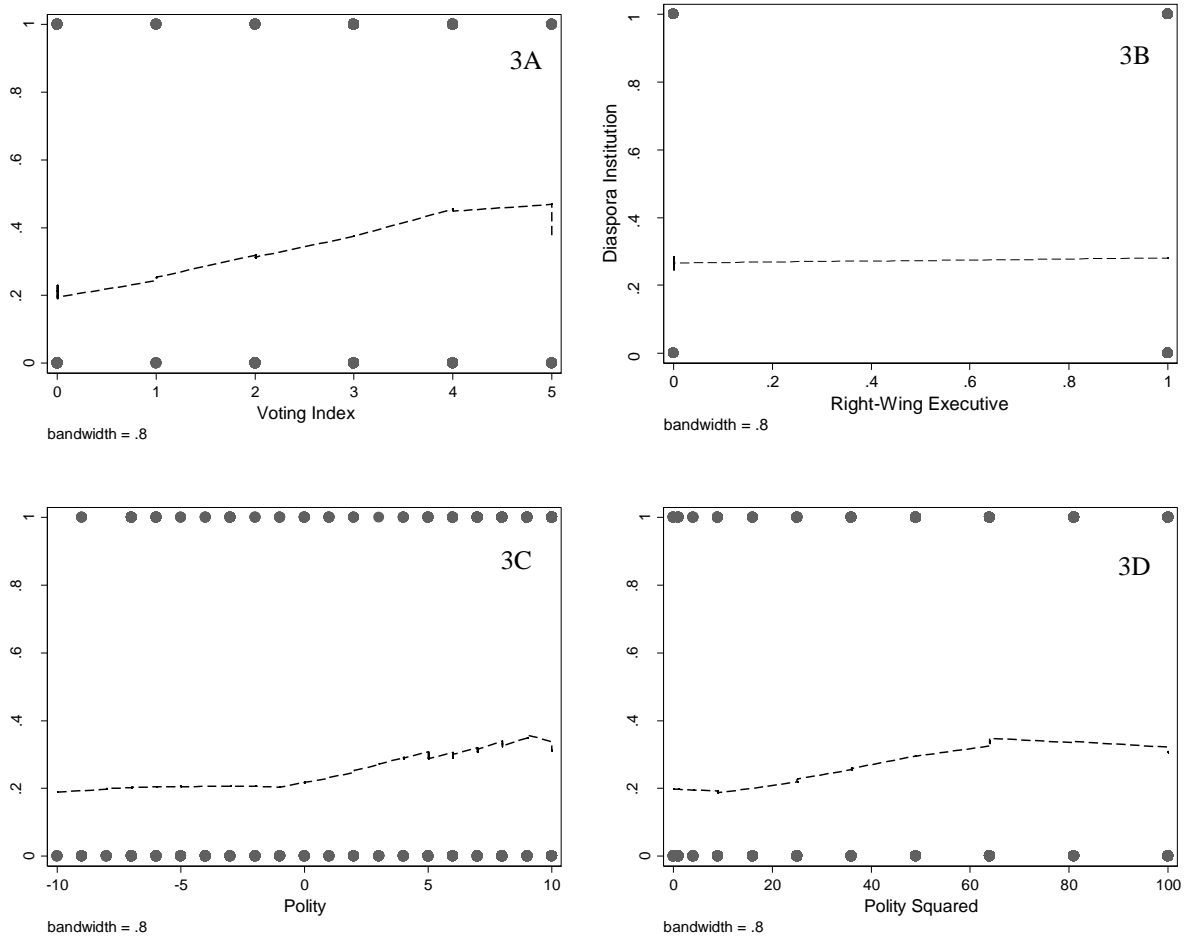 3A
0 .2 .4 .6 .8 1
0 1 2 3 4 5
Voting Index
bandwidth = .8
3B
Diaspora Institution
0 .2 .4 .6 .8 1
0 .2 .4 .6 .8 1
Right-Wing Executive
bandwidth = .8
3C
0 .2 .4 .6 .8 1
-10 -5 0 5 10
Polity
bandwidth = .8
3D
0 .2 .4 .6 .8 1
0 20 40 60 80 100
Polity Squared
bandwidth = .8